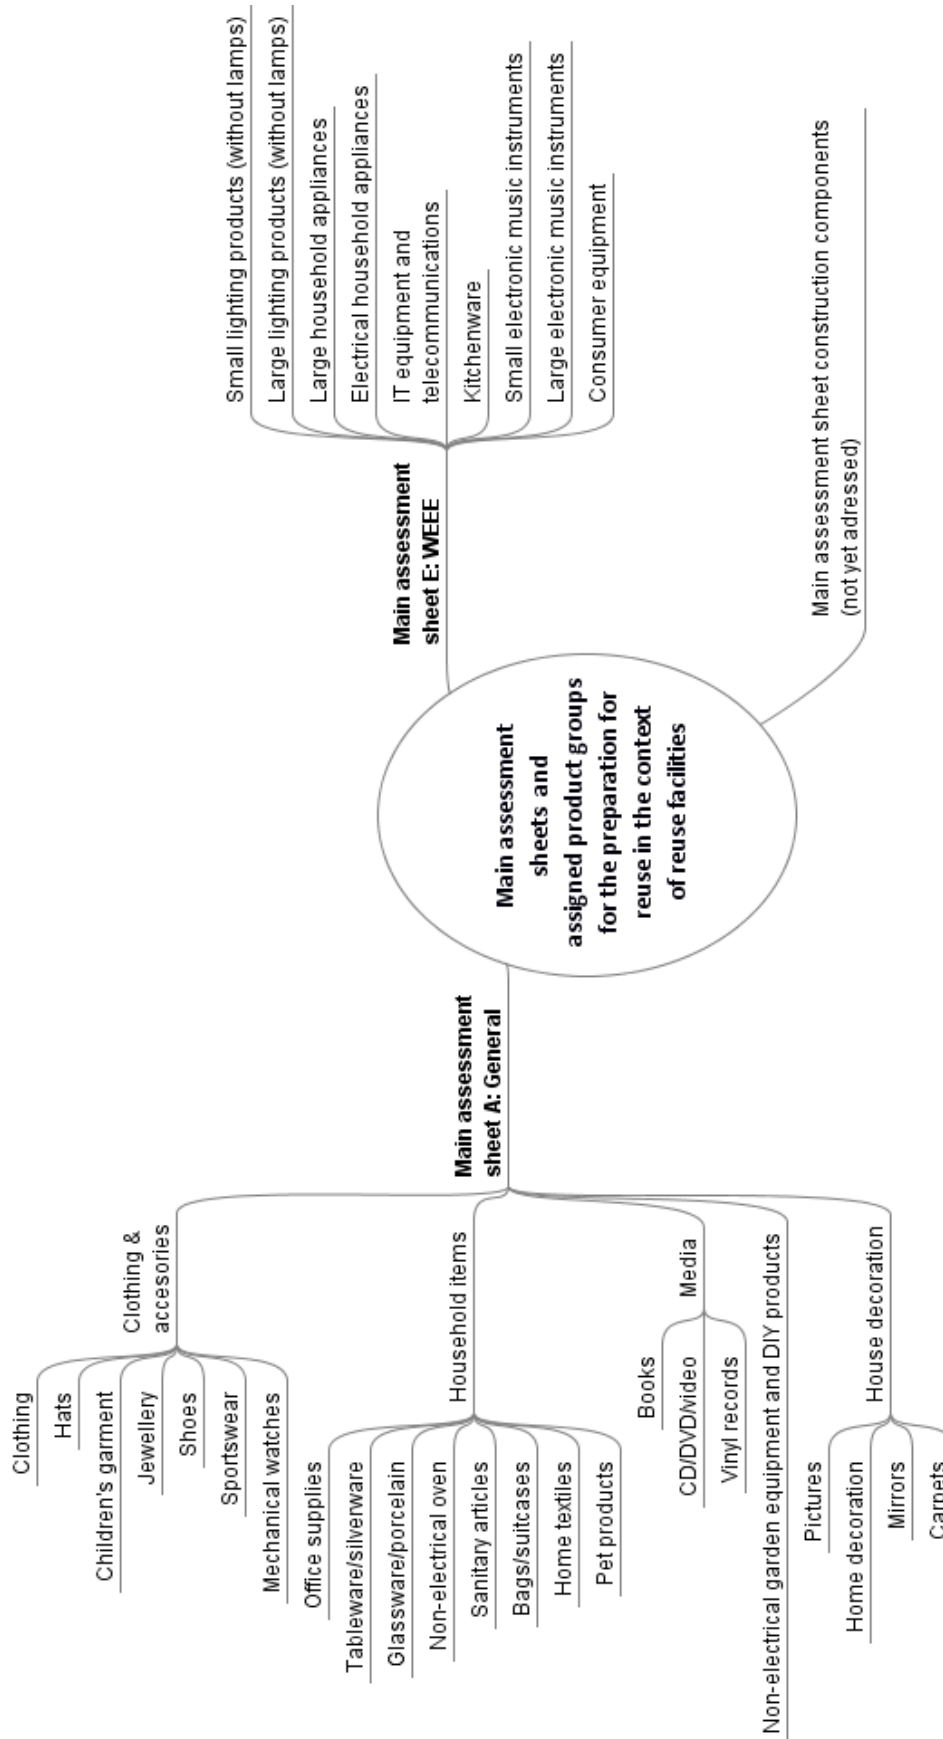 Main assessment
sheets and
assigned product groups
for the preparation for
reuse in the context
of reuse facilities
Main assessment
sheet A: General
Clothing &
accesories
Clothing
Hats
Children's garment
Jewellery
Shoes
Sportswear
Mechanical watches
Household items
Office supplies
Tableware/silverware
Glassware/porcelain
Non-electrical oven
Sanitary articles
Bags/suitcases
Home textiles
Pet products
Media
Books
CD/DVD/video
Vinyl records
Non-electrical garden equipment and DIY products
House decoration
Pictures
Home decoration
Mirrors
Carpets
Main assessment
sheet E: WEEE
Small lighting products (without lamps)
Large lighting products (without lamps)
Large household appliances
Electrical household appliances
IT equipment and
telecommunications
Kitchenware
Small electronic music instruments
Large electronic music instruments
Consumer equipment
Main assessment sheet construction components
(not yet adressed)